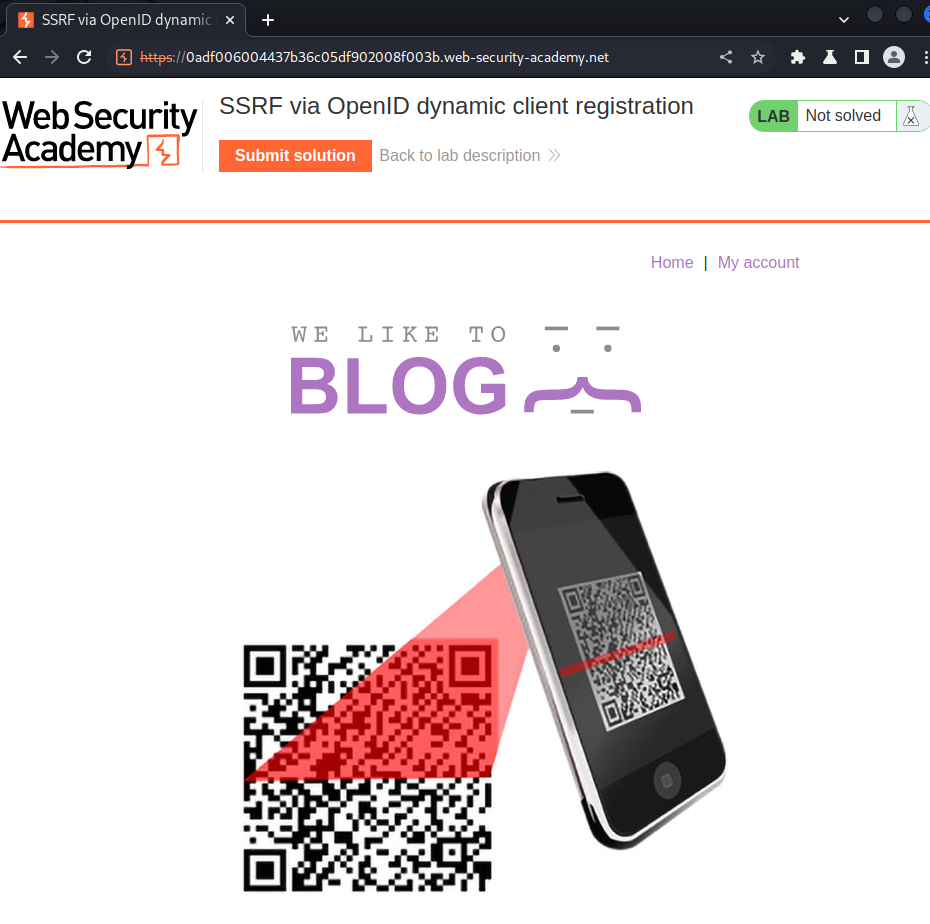 SSRF via OpenID dynamic
https://0adf006004437b36c05df902008f003b.web-security-academy.net
Web Security
Academy
SSRF via OpenID dynamic client registration
LAB Not solved
Submit solution Back to lab description
Home | My account
WE LIKE TO
BLOG